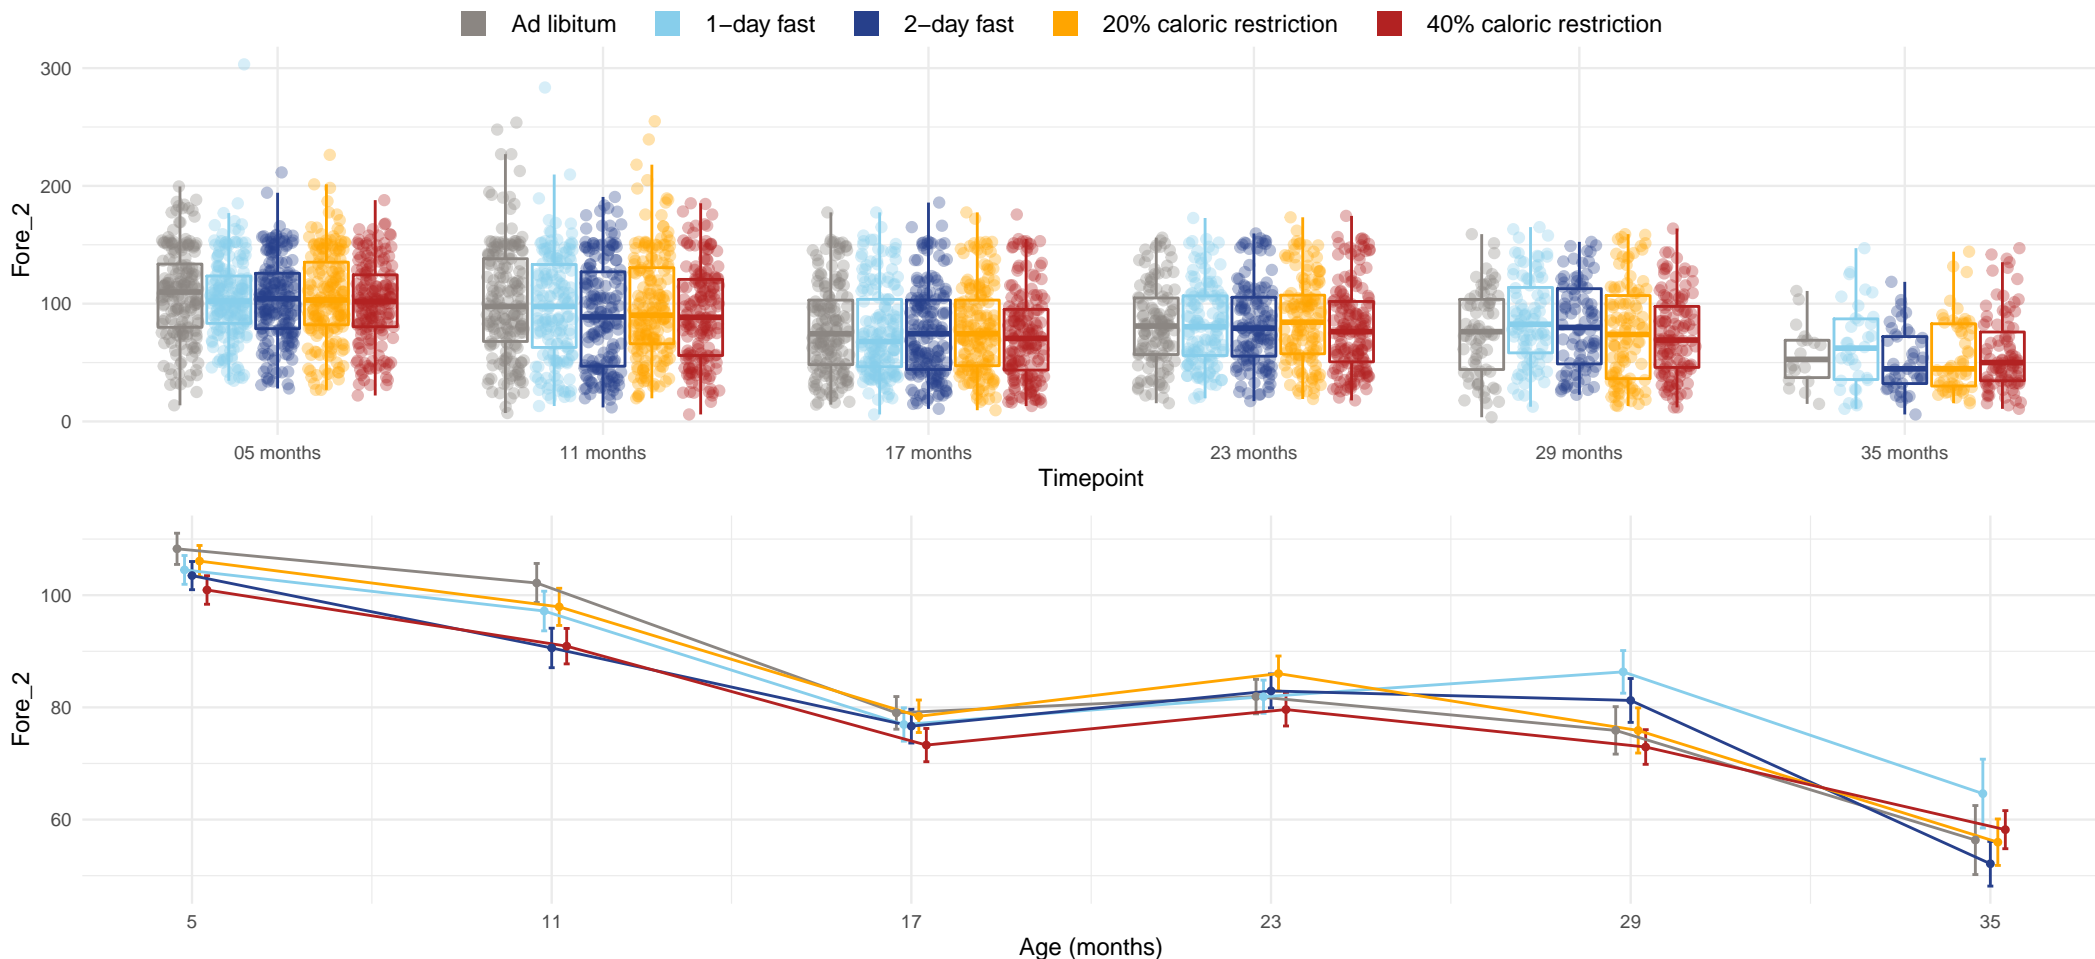 Ad libitum 1−day fast 2−day fast 20% caloric restriction 40% caloric restriction
300
200
100
0
Fore_2
05 months 11 months 17 months 23 months 29 months 35 months
Timepoint
100
80
60
Fore_2
5 11 17 23 29 35
Age (months)